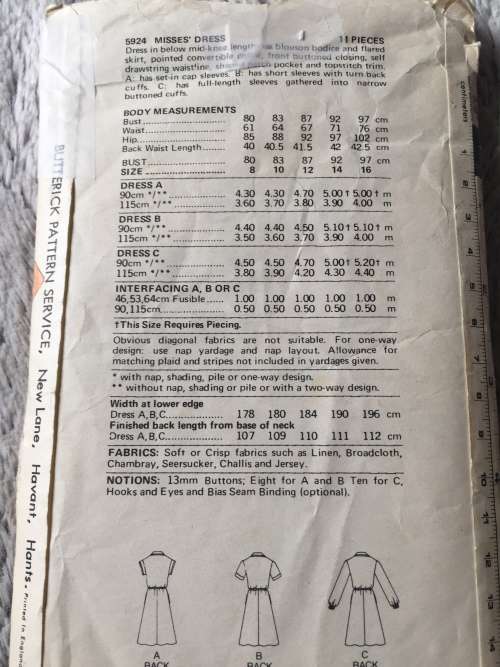 5924 MISSES' DRESS 11 PIECES
Dress in below mid-knee length has blouson bodice and flared
skirt, pointed convertible collar, front buttoned closing, self
drawstring waistline, patch pocket and topstitch trim.
A: has set-in cap sleeves. B: has short sleeves with turn back
cuffs. C: has full-length sleeves gathered into narrow
buttoned cuffs.
BODY MEASUREMENTS
Bust 80 83 87 92 97 cm
Waist 61 64 67 71 76 cm
Hip 85 88 92 97 102 cm
Back Waist Length 40 40.5 41.5 42 42.5 cm
BUST 80 83 87 92 97 cm
SIZE 8 10 12 14 16
DRESS A
90cm */** 4.30 4.30 4.70 5.00† 5.00† m
115cm */** 3.60 3.70 3.80 3.90 4.00 m
DRESS B
90cm */** 4.40 4.40 4.50 5.10† 5.10† m
115cm */** 3.50 3.60 3.70 3.90 4.00 m
DRESS C
90cm */** 4.50 4.50 4.70 5.00† 5.20† m
115cm */** 3.80 3.90 4.20 4.30 4.40 m
INTERFACING A, B OR C
46,53,64cm Fusible 1.00 1.00 1.00 1.00 1.00 m
90,115cm 0.50 0.50 0.50 0.50 0.50 m
†This Size Requires Piecing.
Obvious diagonal fabrics are not suitable. For one-way
design: use nap yardage and nap layout. Allowance for
matching plaid and stripes not included in yardages given.
* with nap, shading, pile or one-way design.
** without nap, shading or pile or with a two-way design.
Width at lower edge
Dress A,B,C 178 180 184 190 196 cm
Finished back length from base of neck
Dress A,B,C 107 109 110 111 112 cm
FABRICS: Soft or Crisp fabrics such as Linen, Broadcloth,
Chambray, Seersucker, Challis and Jersey.
NOTIONS: 13mm Buttons; Eight for A and B Ten for C,
Hooks and Eyes and Bias Seam Binding (optional).
A B C
BACK BACK BACK
BUTTERICK PATTERN SERVICE, New Lane, Havant, Hants. Printed in England
centimeters